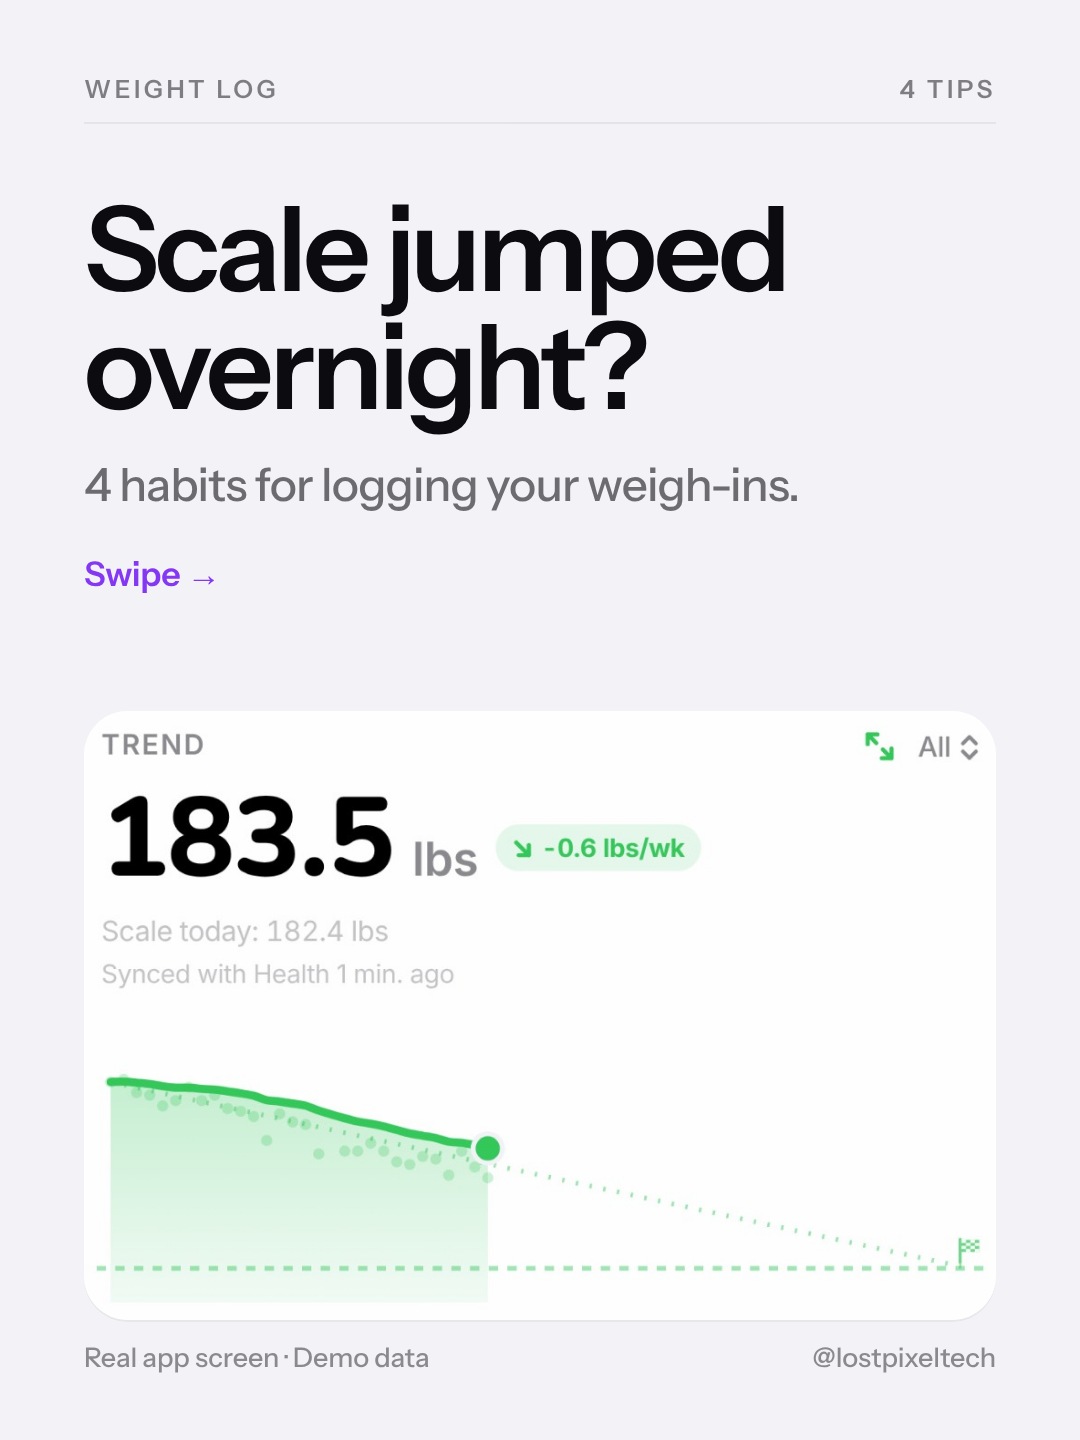 WEIGHT LOG
4 TIPS
Scale jumped
overnight?
4 habits for logging your weigh-ins.
Swipe →
TREND
All
183.5 lbs
-0.6 lbs/wk
Scale today: 182.4 lbs
Synced with Health 1 min. ago
Real app screen · Demo data
@lostpixeltech